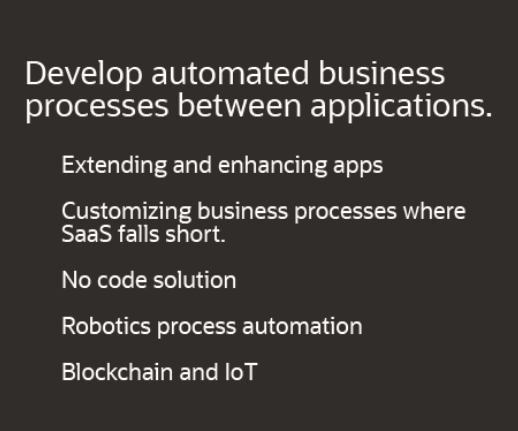 Develop automated business
processes between applications.
Extending and enhancing apps
Customizing business processes where
SaaS falls short.
No code solution
Robotics process automation
Blockchain and IoT